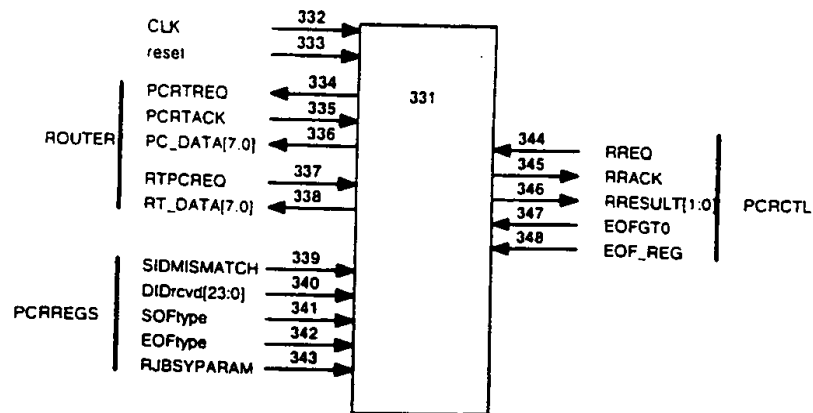 CLK 332
reset 333
PCRTREQ 334
PCRTACK 335
PC_DATA[7.0] 336
ROUTER
RTPCREQ 337
RT_DATA[7.0] 338
331
344 RREQ
345 RRACK
346 RRESULT[1:0]
PCRCTL
347 EOFGT0
348 EOF_REG
SIDMISMATCH 339
DIDrcvd[23:0] 340
PCRREGS
SOFtype 341
EOFtype 342
RJBSYPARAM 343